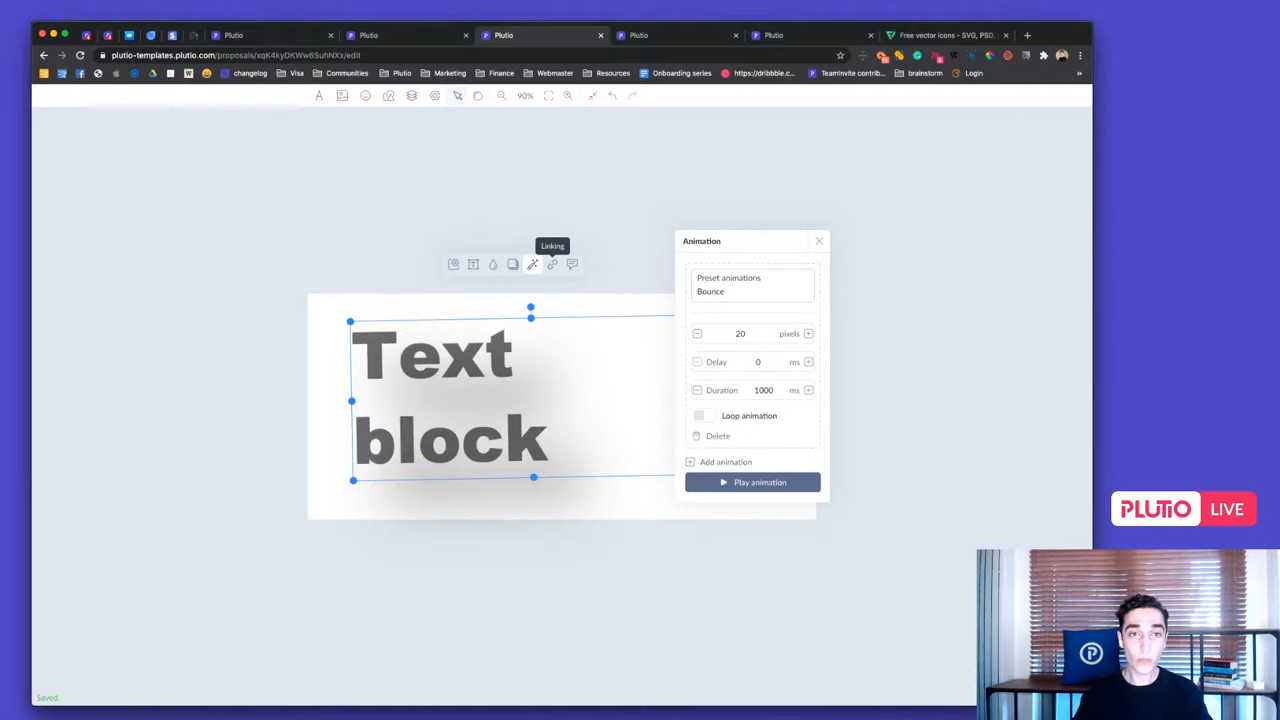 Plutio
Plutio
Plutio
Plutio
Plutio
Free vector icons - SVG, PSD,
plutio-templates.plutio.com/proposals/xqK4kyDKWw6SuhNXx/edit
changelog
Visa
Communities
Plutio
Marketing
Finance
Webmaster
Resources
Onboarding series
https://dribbble.c...
TeamInvite contrib...
brainstorm
Login
»
90%
Linking
Animation
Preset animations
Bounce
20 pixels
Delay 0 ms
Duration 1000 ms
Loop animation
Delete
Add animation
Play animation
Text
block
Saved
PLUTIO LIVE